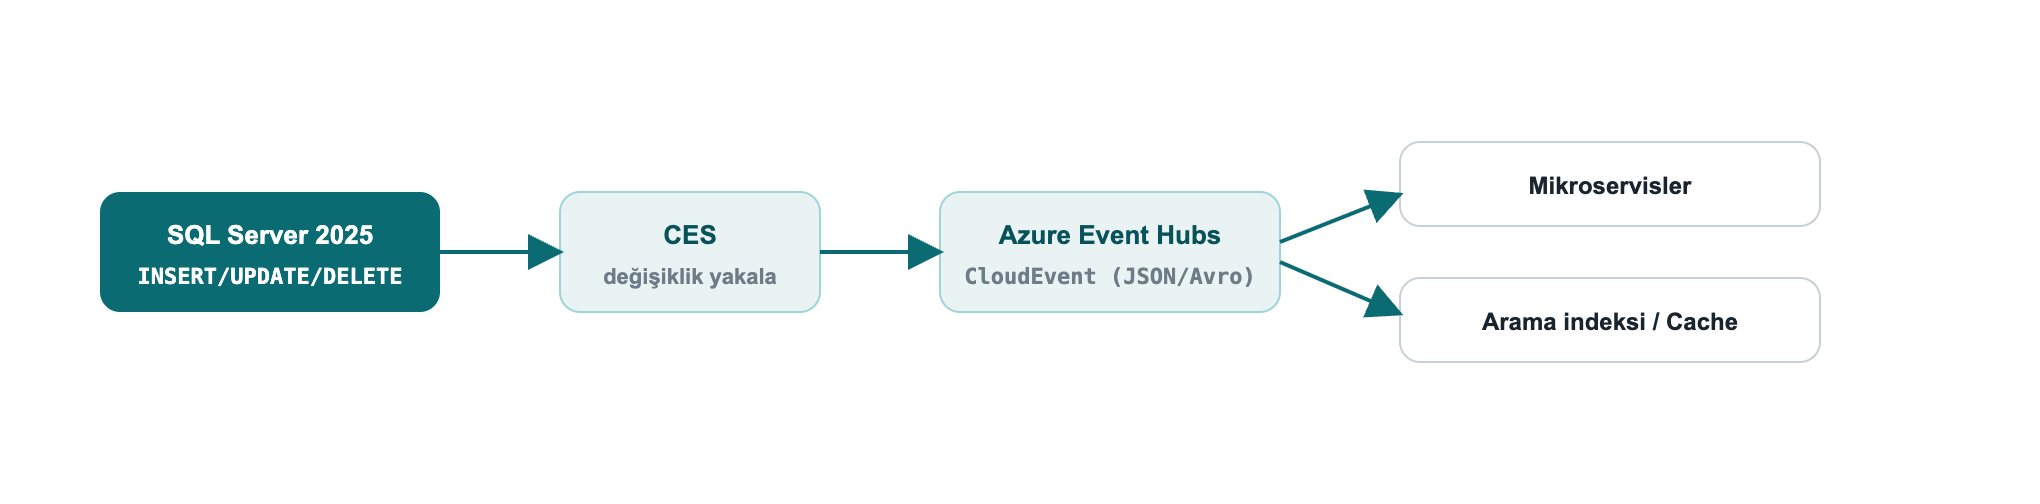 SQL Server 2025
INSERT/UPDATE/DELETE
CES
değişiklik yakala
Azure Event Hubs
CloudEvent (JSON/Avro)
Mikroservisler
Arama indeksi / Cache